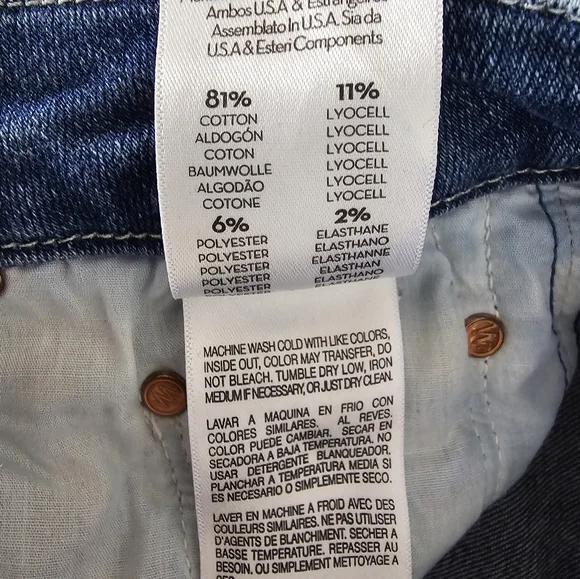 Ambos U.S.A & Estrangeiros
Assemblato In U.S.A. Sia da
U.S.A & Esteri Components
81%
COTTON
ALDOGÓN
COTON
BAUMWOLLE
ALGODÃO
COTONE
11%
LYOCELL
LYOCELL
LYOCELL
LYOCELL
LYOCELL
LYOCELL
6%
POLYESTER
POLYESTER
POLYESTER
POLYESTER
2%
ELASTHANE
ELASTHANO
ELASTHANNE
ELASTHAN
ELASTHANO
MACHINE WASH COLD WITH LIKE COLORS,
INSIDE OUT, COLOR MAY TRANSFER, DO
NOT BLEACH. TUMBLE DRY LOW, IRON
MEDIUM IF NECESSARY, OR JUST DRY CLEAN.
LAVAR A MAQUINA EN FRIO CON
COLORES SIMILARES. AL REVES.
COLOR PUEDE CAMBIAR. SECAR EN
SECADORA A BAJA TEMPERATURA. NO
USAR DETERGENTE BLANQUEADOR.
PLANCHAR A TEMPERATURA MEDIA SI
ES NECESARIO O SIMPLEMENTE SECO.
LAVER EN MACHINE A FROID AVEC DES
COULEURS SIMILAIRES. NE PAS UTILISER
D'AGENTS DE BLANCHIMENT. SECHER A
BASSE TEMPERATURE. REPASSER AU
BESOIN. OU SIMPLEMENT METTOYAGE A